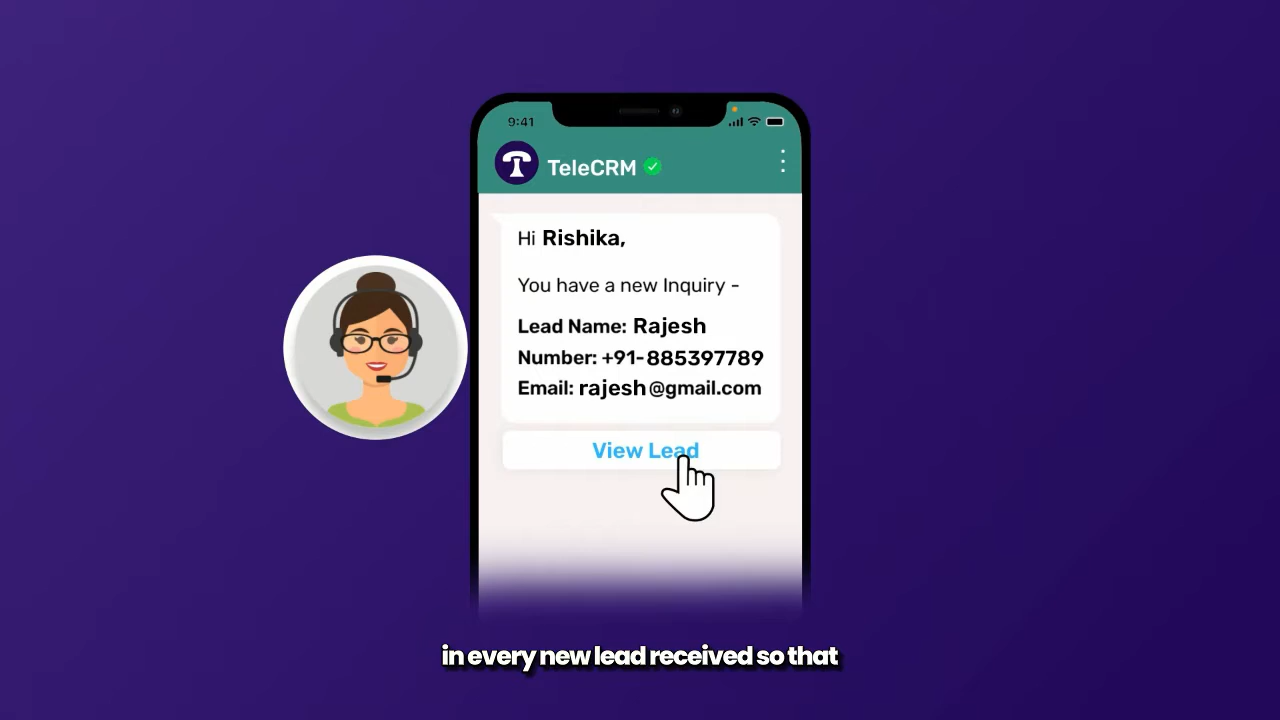 9:41
TeleCRM
Hi Rishika,
You have a new Inquiry -
Lead Name: Rajesh
Number: +91-885397789
Email: rajesh@gmail.com
View Lead
in every new lead received so that